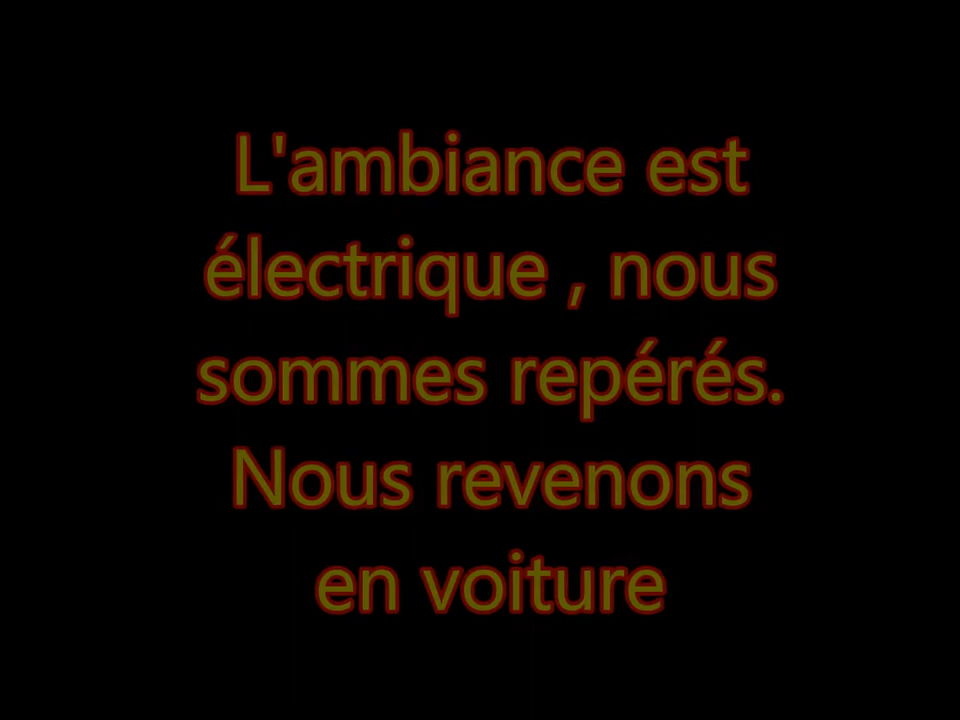 L'ambiance est
électrique , nous
sommes repérés.
Nous revenons
en voiture